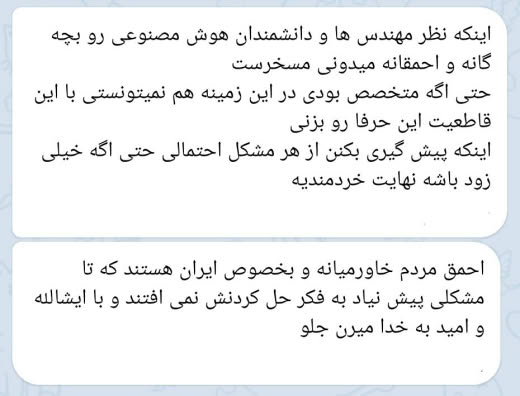 اینکه نظر مهندس ها و دانشمندان هوش مصنوعی رو بچه
گانه و احمقانه میدونی مسخرست
حتی اگه متخصص بودی در این زمینه هم نمیتونستی با این
قاطعیت این حرفا رو بزنی
اینکه پیش گیری بکنن از هر مشکل احتمالی حتی اگه خیلی
زود باشه نهایت خردمندیه
احمق مردم خاورمیانه و بخصوص ایران هستند که تا
مشکلی پیش نیاد به فکر حل کردنش نمی افتند و با ایشالله
و امید به خدا میرن جلو